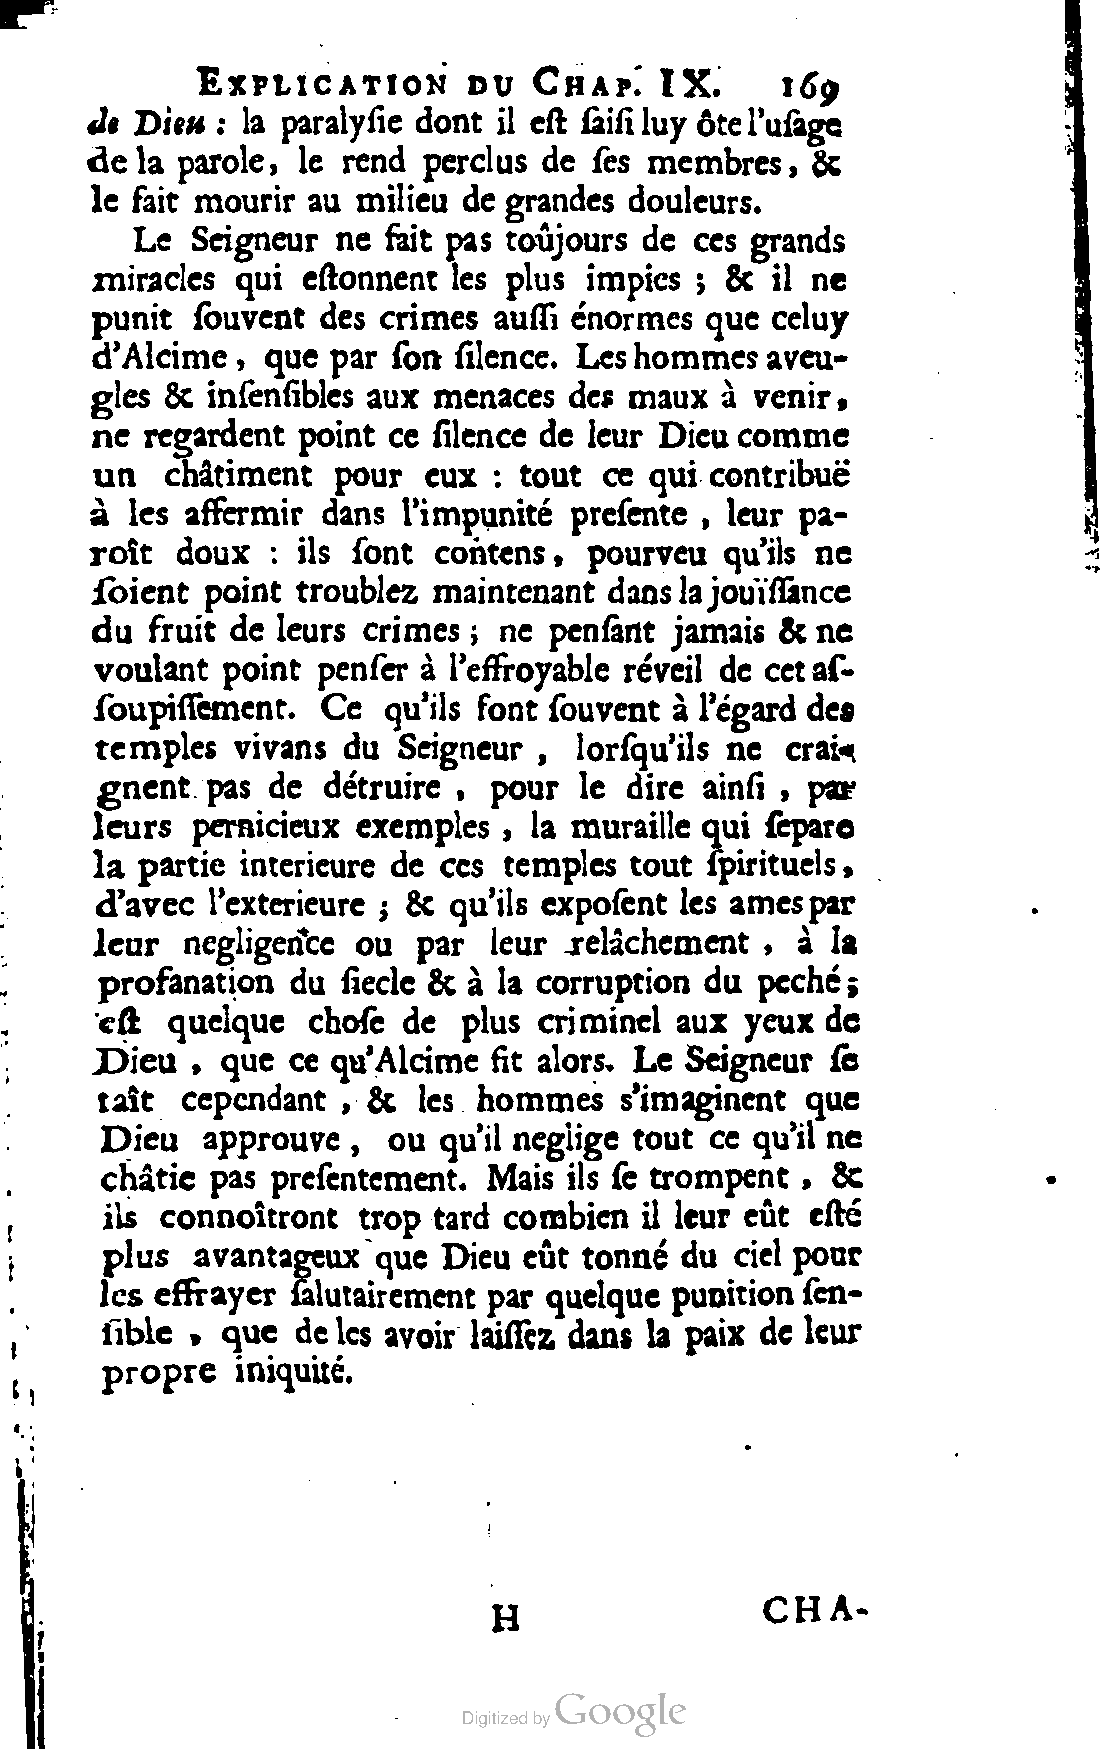 EXPLICATION DU CHAP. IX. 169
de Dieu : la paralyſie dont il eſt ſaiſi luy ôte l'uſage
de la parole, le rend perclus de ſes membres, &
le fait mourir au milieu de grandes douleurs.
Le Seigneur ne fait pas toûjours de ces grands
miracles qui eſtonnent les plus impies ; & il ne
punit ſouvent des crimes auſſi énormes que celuy
d'Alcime, que par ſon ſilence. Les hommes aveu-
gles & inſenſibles aux menaces des maux à venir,
ne regardent point ce ſilence de leur Dieu comme
un châtiment pour eux : tout ce qui contribuë
à les affermir dans l'impunité preſente , leur pa-
roît doux : ils ſont contens, pourveu qu'ils ne
ſoient point troublez maintenant dans la jouïſſance
du fruit de leurs crimes ; ne penſant jamais & ne
voulant point penſer à l'effroyable réveil de cet aſ-
ſoupiſſement. Ce qu'ils font ſouvent à l'égard des
temples vivans du Seigneur , lorſqu'ils ne crai-
gnent pas de détruire , pour le dire ainſi , par
leurs pernicieux exemples , la muraille qui ſepare
la partie interieure de ces temples tout ſpirituels,
d'avec l'exterieure ; & qu'ils expoſent les ames par
leur negligence ou par leur relâchement , à la
profanation du ſiecle & à la corruption du peché;
eſt quelque choſe de plus criminel aux yeux de
Dieu , que ce qu'Alcime fit alors. Le Seigneur ſe
taît cependant , & les hommes s'imaginent que
Dieu approuve, ou qu'il neglige tout ce qu'il ne
châtie pas preſentement. Mais ils ſe trompent , &
ils connoîtront trop tard combien il leur eût eſté
plus avantageux que Dieu eût tonné du ciel pour
les effrayer ſalutairement par quelque punition ſen-
ſible , que de les avoir laiſſez dans la paix de leur
propre iniquité.
H CHA-
Digitized by Google